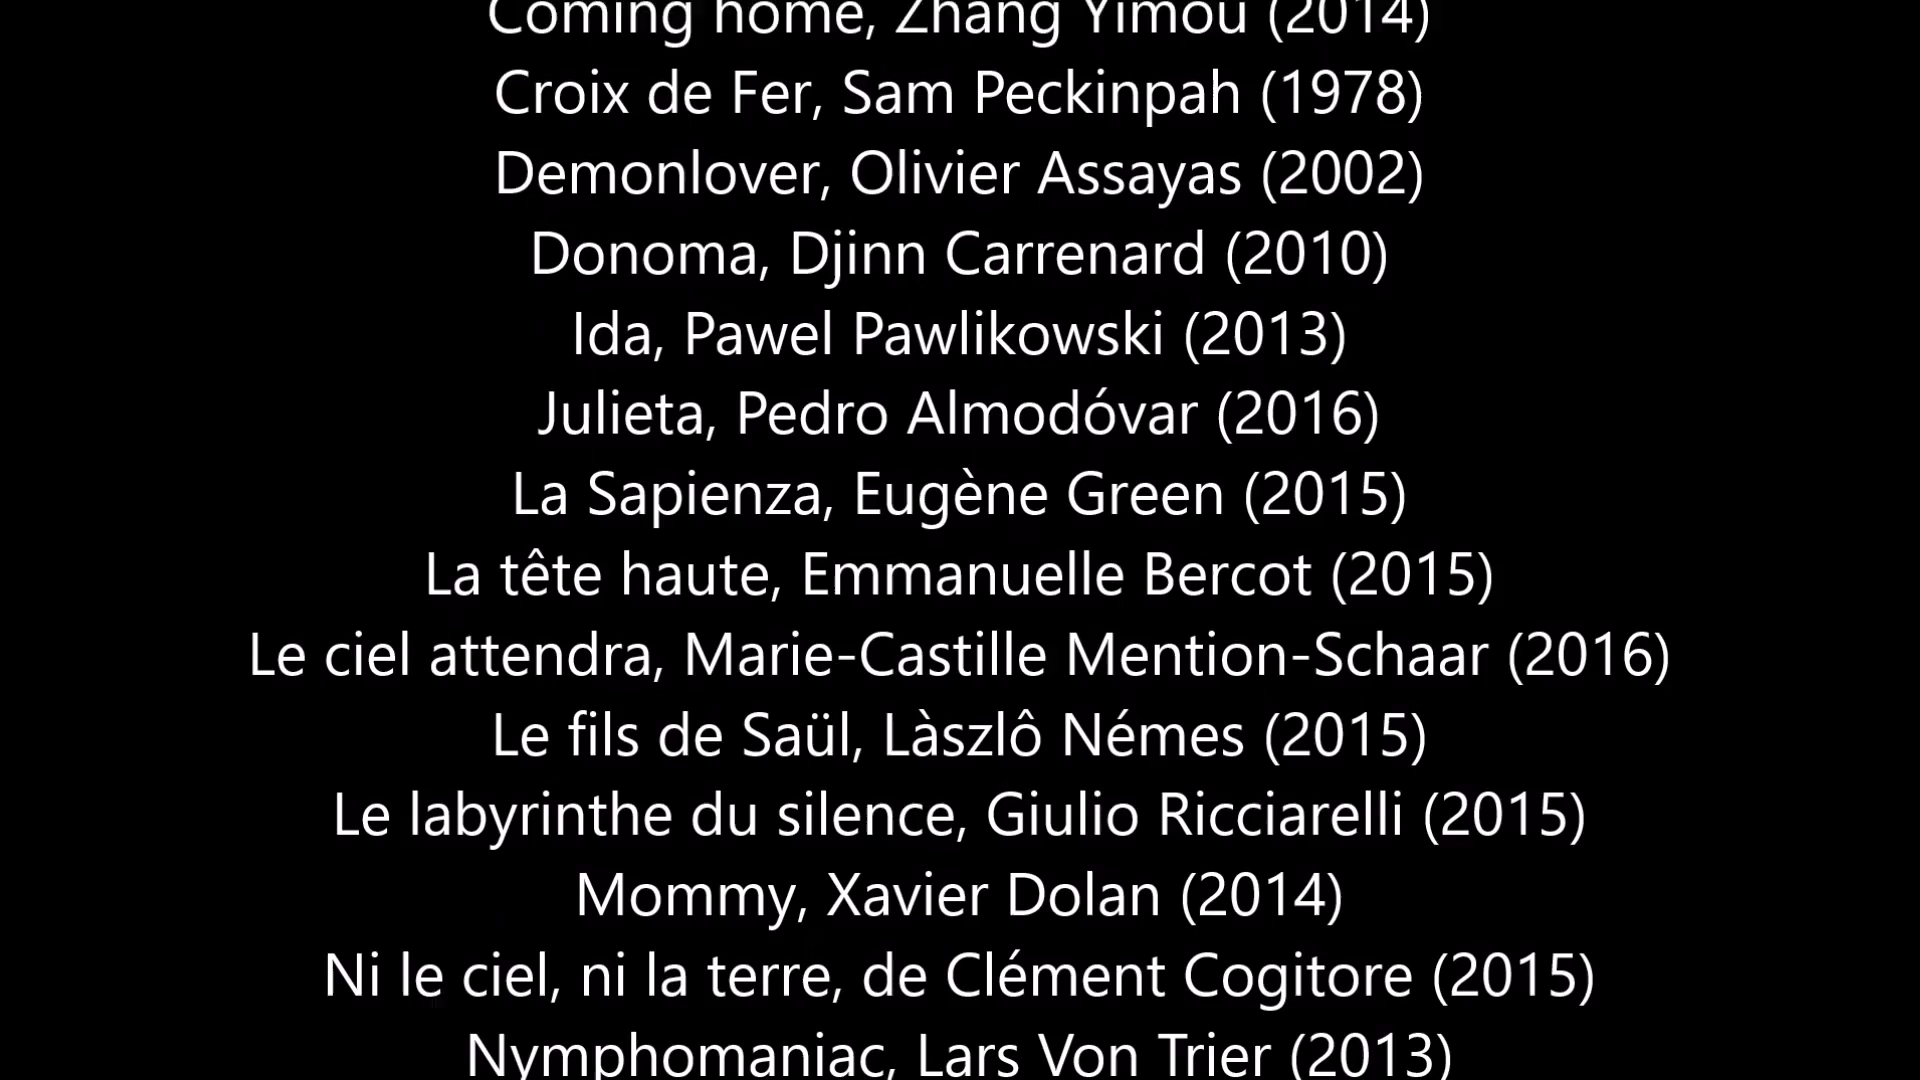 Coming home, Zhang Yimou (2014)
Croix de Fer, Sam Peckinpah (1978)
Demonlover, Olivier Assayas (2002)
Donoma, Djinn Carrenard (2010)
Ida, Pawel Pawlikowski (2013)
Julieta, Pedro Almodóvar (2016)
La Sapienza, Eugène Green (2015)
La tête haute, Emmanuelle Bercot (2015)
Le ciel attendra, Marie-Castille Mention-Schaar (2016)
Le fils de Saül, Làszlô Némes (2015)
Le labyrinthe du silence, Giulio Ricciarelli (2015)
Mommy, Xavier Dolan (2014)
Ni le ciel, ni la terre, de Clément Cogitore (2015)
Nymphomaniac, Lars Von Trier (2013)